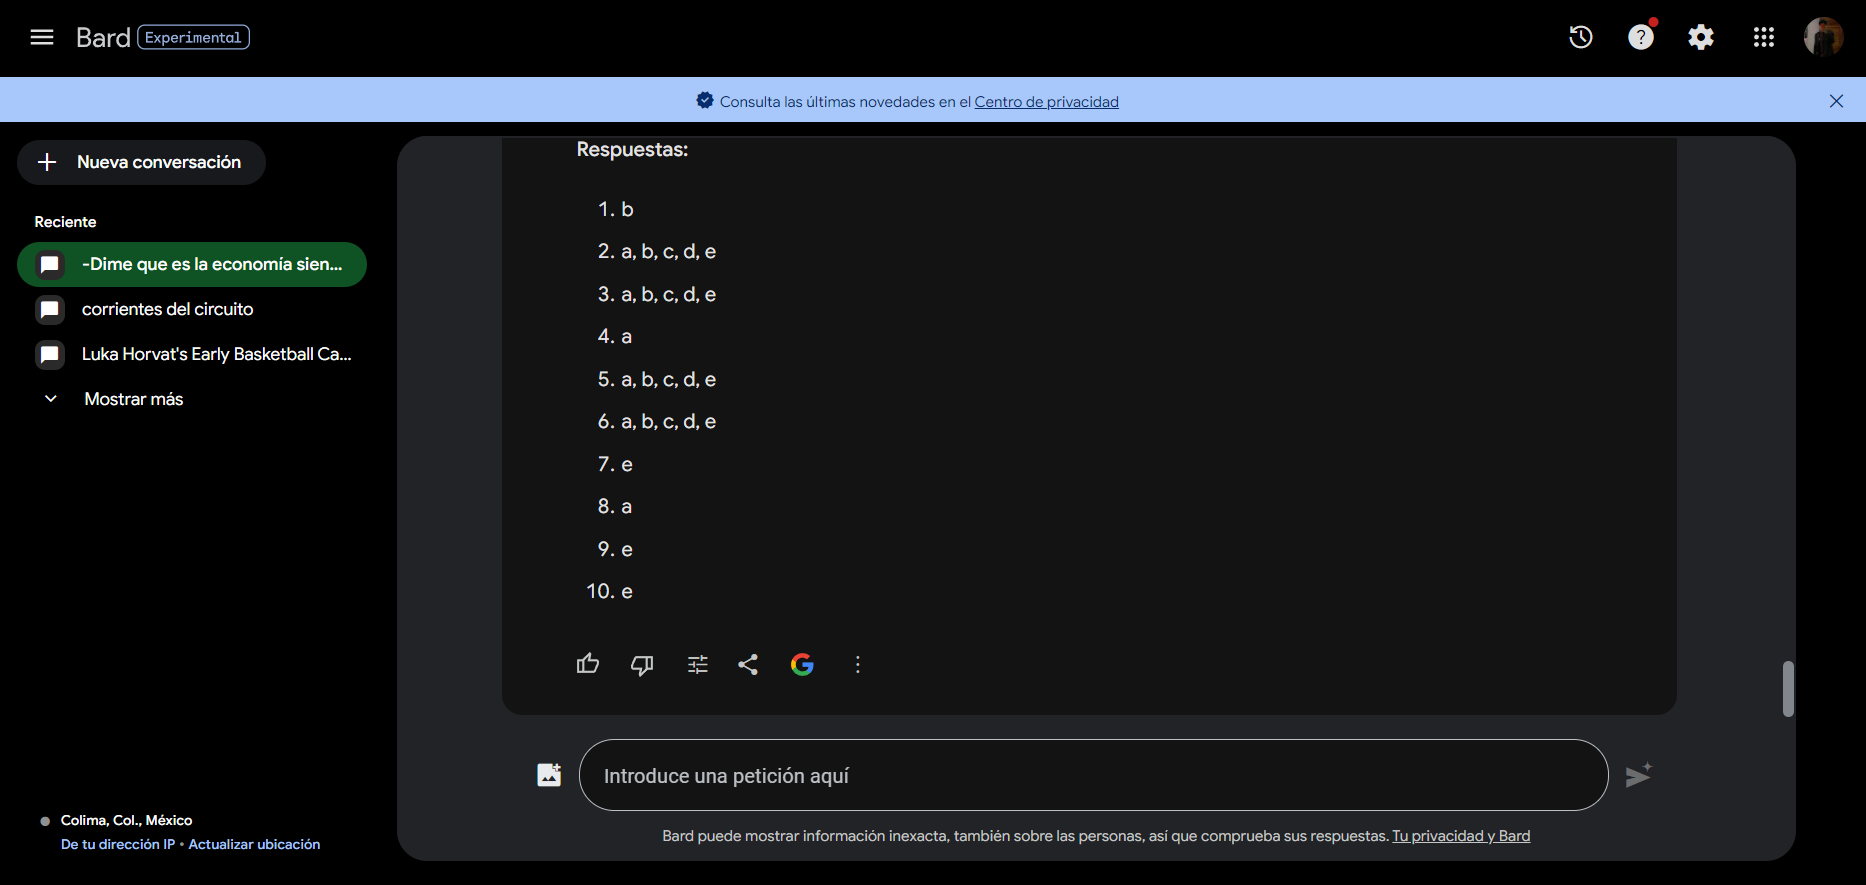 Bard Experimental
?
Consulta las últimas novedades en el Centro de privacidad
Nueva conversación
Reciente
-Dime que es la economía sien...
corrientes del circuito
Luka Horvat's Early Basketball Ca...
Mostrar más
Colima, Col., México
De tu dirección IP • Actualizar ubicación
Respuestas:
1. b
2. a, b, c, d, e
3. a, b, c, d, e
4. a
5. a, b, c, d, e
6. a, b, c, d, e
7. e
8. a
9. e
10. e
Introduce una petición aquí
Bard puede mostrar información inexacta, también sobre las personas, así que comprueba sus respuestas. Tu privacidad y Bard